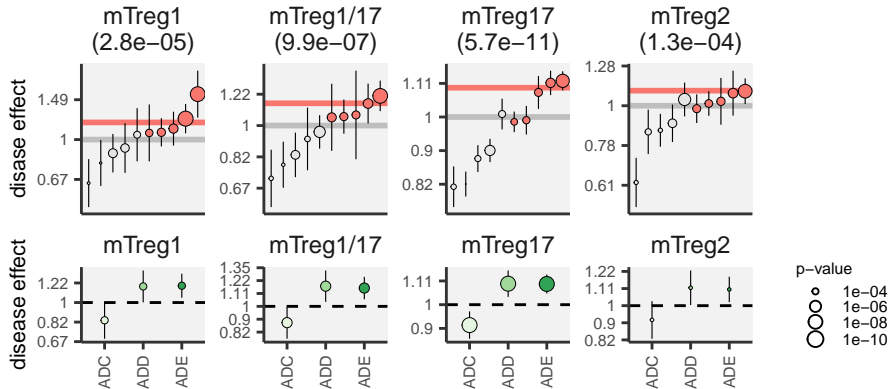 mTreg1
(2.8e−05)
mTreg1/17
(9.9e−07)
mTreg17
(5.7e−11)
mTreg2
(1.3e−04)
disase effect
1.49
1
0.67
1.22
1
0.82
0.67
1.11
1
0.9
0.82
1.28
1
0.78
0.61
mTreg1
mTreg1/17
mTreg17
mTreg2
disease effect
1.22
1
0.82
0.67
1.35
1.22
1.11
1
0.9
0.82
1.11
1
0.9
1.22
1.11
1
0.9
0.82
ADC
ADD
ADE
ADC
ADD
ADE
ADC
ADD
ADE
ADC
ADD
ADE
p−value
1e−04
1e−06
1e−08
1e−10